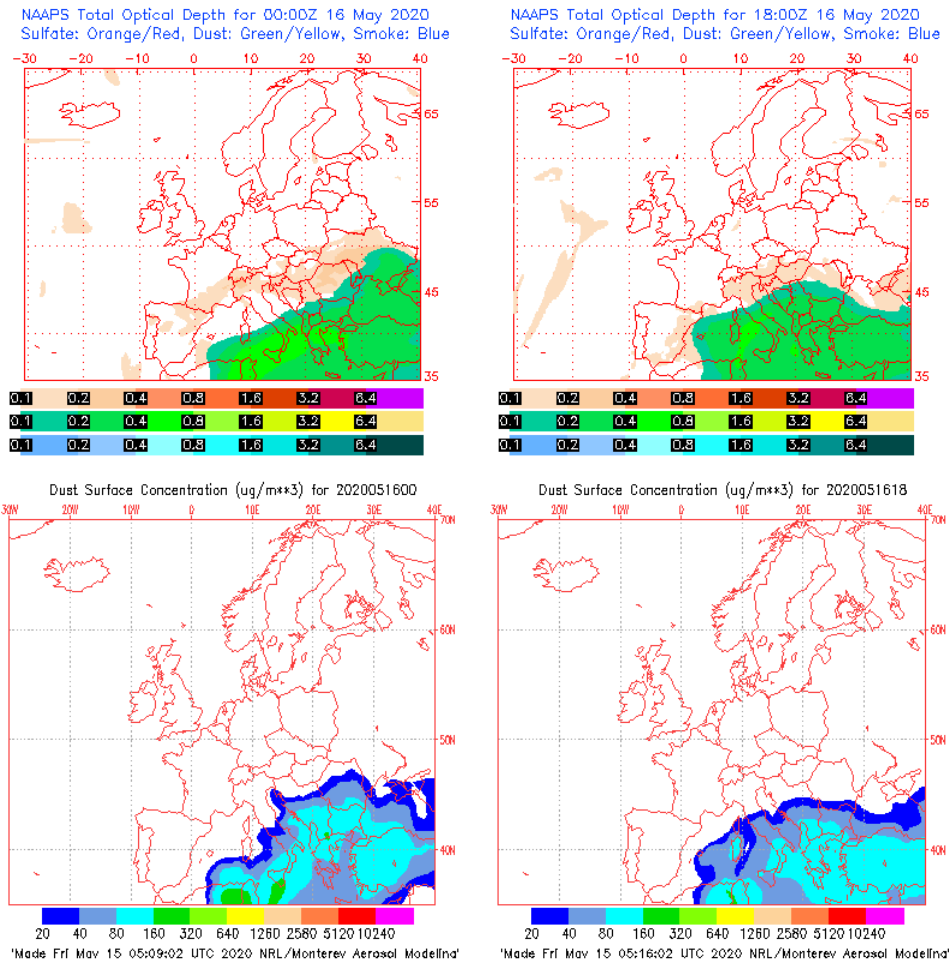 NAAPS Total Optical Depth for 00:00Z 16 May 2020
Sulfate: Orange/Red, Dust: Green/Yellow, Smoke: Blue
-30 -20 -10 0 10 20 30 40
65
55
45
35
0.1 0.2 0.4 0.8 1.6 3.2 6.4
0.1 0.2 0.4 0.8 1.6 3.2 6.4
0.1 0.2 0.4 0.8 1.6 3.2 6.4
NAAPS Total Optical Depth for 18:00Z 16 May 2020
Sulfate: Orange/Red, Dust: Green/Yellow, Smoke: Blue
-30 -20 -10 0 10 20 30 40
65
55
45
35
0.1 0.2 0.4 0.8 1.6 3.2 6.4
0.1 0.2 0.4 0.8 1.6 3.2 6.4
0.1 0.2 0.4 0.8 1.6 3.2 6.4
Dust Surface Concentration (ug/m**3) for 2020051600
30W 20W 10W 0 10E 20E 30E 40E
70N
60N
50N
40N
20 40 80 160 320 640 1280 2580 5120 10240
'Made Fri May 15 05:09:02 UTC 2020 NRL/Monterey Aerosol Modeling'
Dust Surface Concentration (ug/m**3) for 2020051618
30W 20W 10W 0 10E 20E 30E 40E
70N
60N
50N
40N
20 40 80 160 320 640 1280 2580 5120 10240
'Made Fri May 15 05:16:02 UTC 2020 NRL/Monterey Aerosol Modeling'